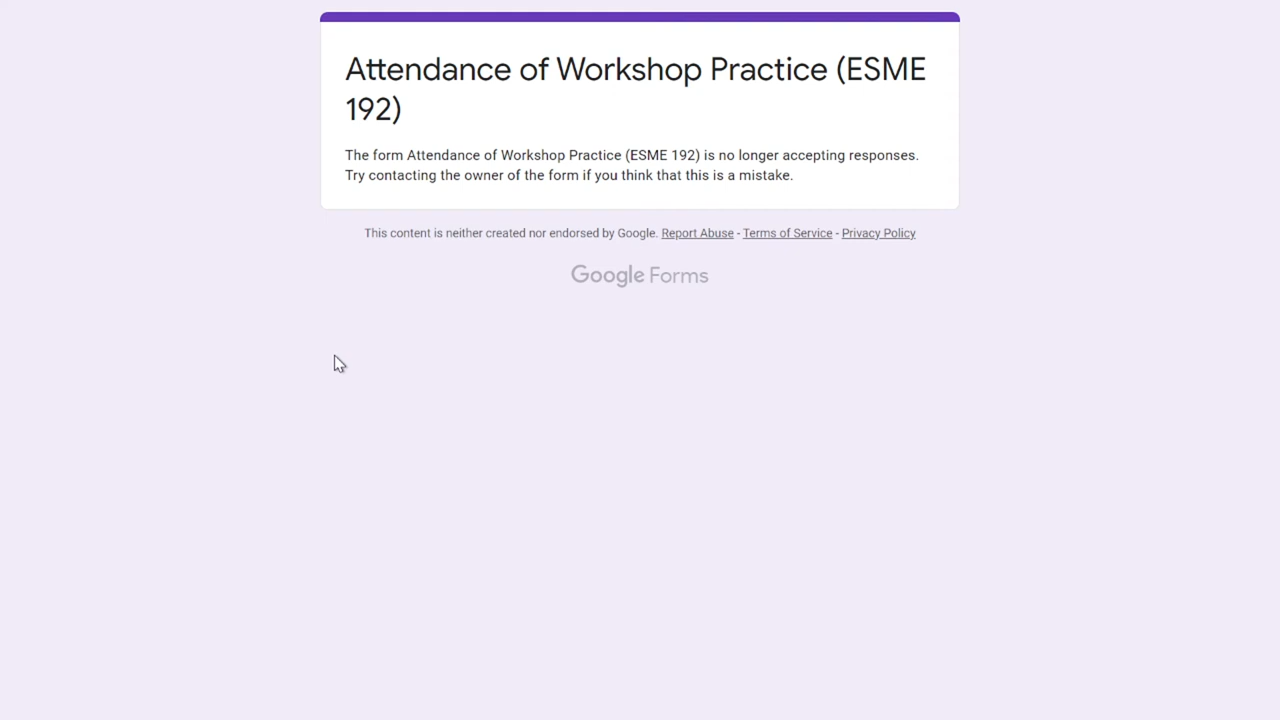 Attendance of Workshop Practice (ESME
192)
The form Attendance of Workshop Practice (ESME 192) is no longer accepting responses.
Try contacting the owner of the form if you think that this is a mistake.
This content is neither created nor endorsed by Google. Report Abuse - Terms of Service - Privacy Policy
Google Forms